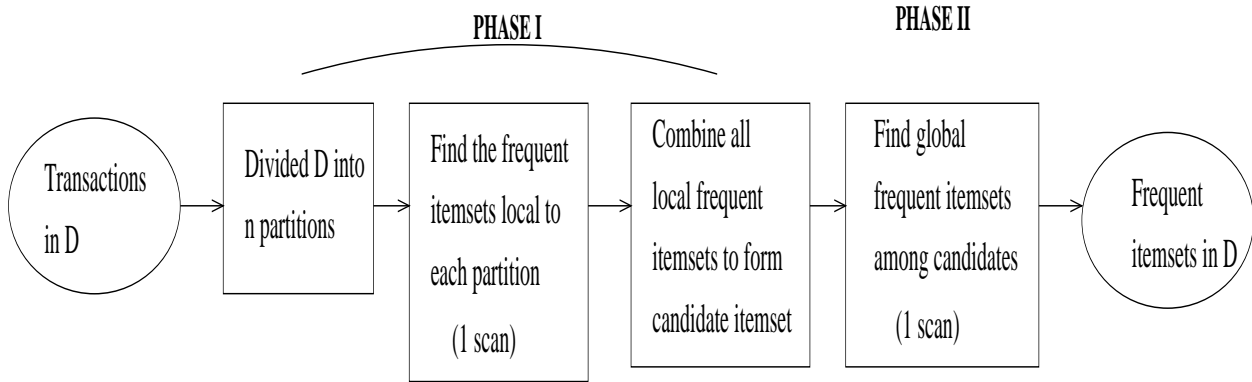 PHASE I
PHASE II
Transactions
in D
Divided D into
n partitions
Find the frequent
itemsets local to
each partition
(1 scan)
Combine all
local frequent
itemsets to form
candidate itemset
Find global
frequent itemsets
among candidates
(1 scan)
Frequent
itemsets in D